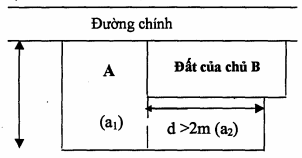 Đường chính
A
Đất của chủ B
(a1)
d >2m (a2)